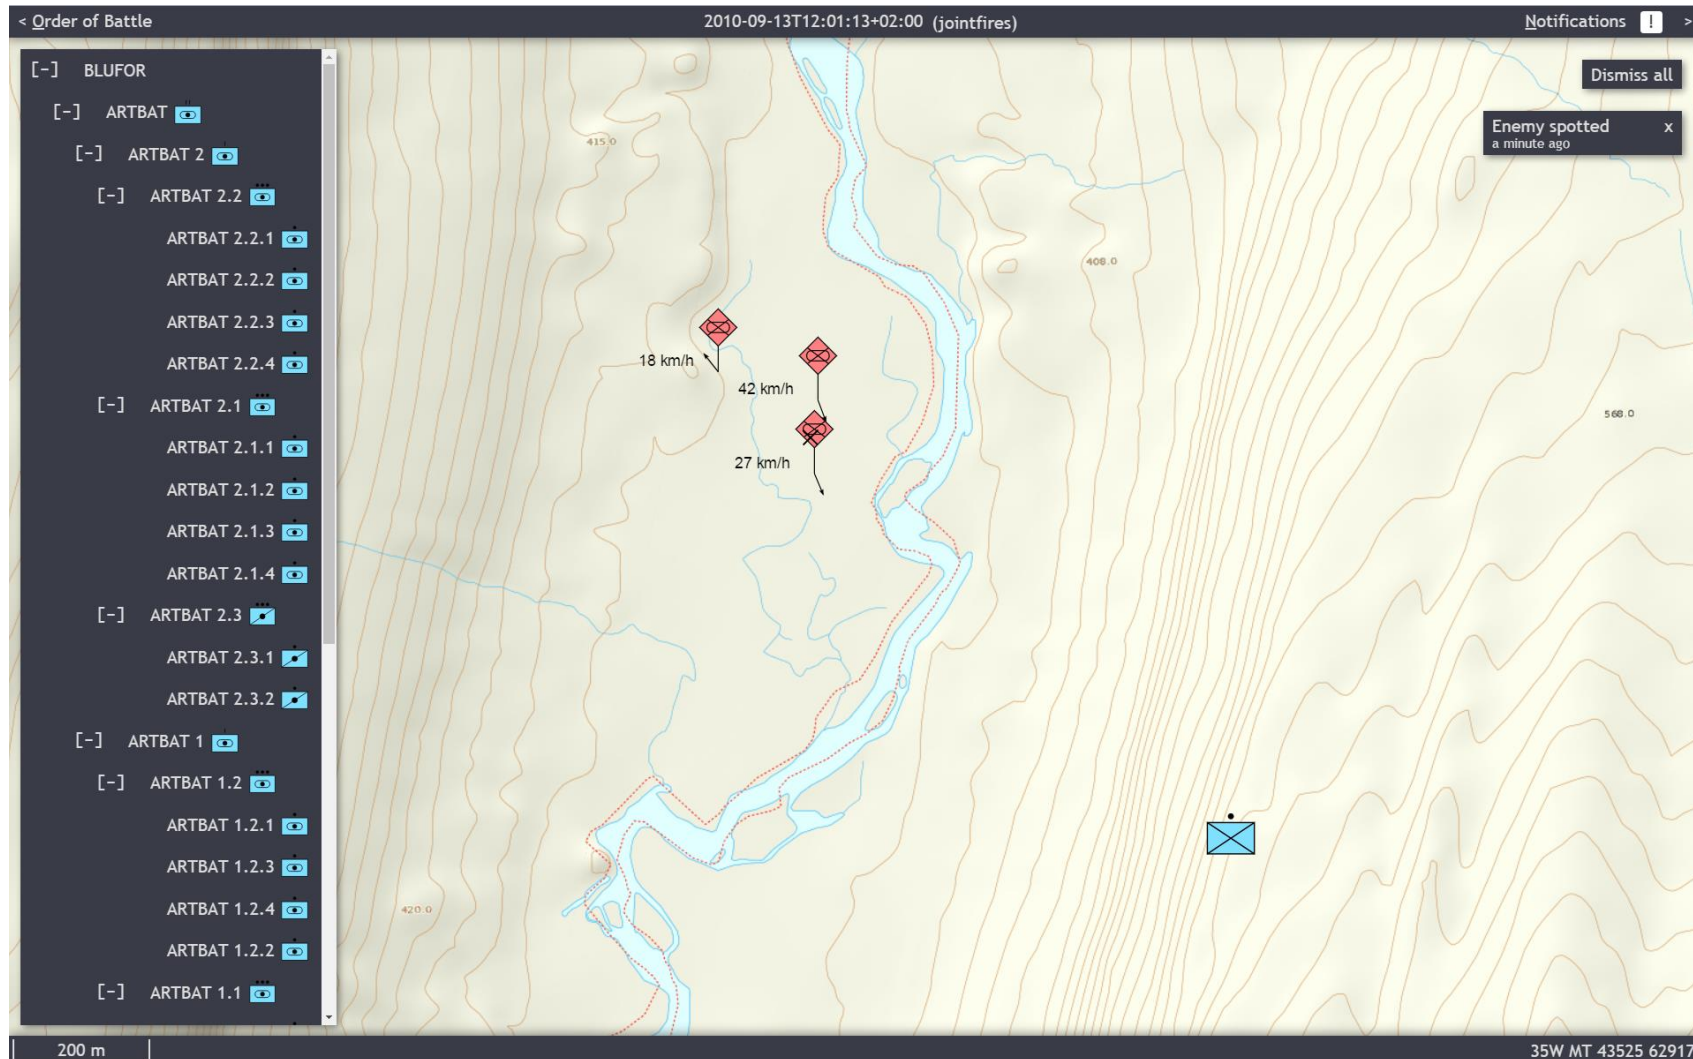 < Order of Battle
2010-09-13T12:01:13+02:00 (jointfires)
Notifications ! >
[-] BLUFOR
[-] ARTBAT
[-] ARTBAT 2
[-] ARTBAT 2.2
ARTBAT 2.2.1
ARTBAT 2.2.2
ARTBAT 2.2.3
ARTBAT 2.2.4
[-] ARTBAT 2.1
ARTBAT 2.1.1
ARTBAT 2.1.2
ARTBAT 2.1.3
ARTBAT 2.1.4
[-] ARTBAT 2.3
ARTBAT 2.3.1
ARTBAT 2.3.2
[-] ARTBAT 1
[-] ARTBAT 1.2
ARTBAT 1.2.1
ARTBAT 1.2.3
ARTBAT 1.2.4
ARTBAT 1.2.2
[-] ARTBAT 1.1
Dismiss all
Enemy spotted x
a minute ago
415.0
408.0
18 km/h
42 km/h
568.0
27 km/h
420.0
200 m
35W MT 43525 62917